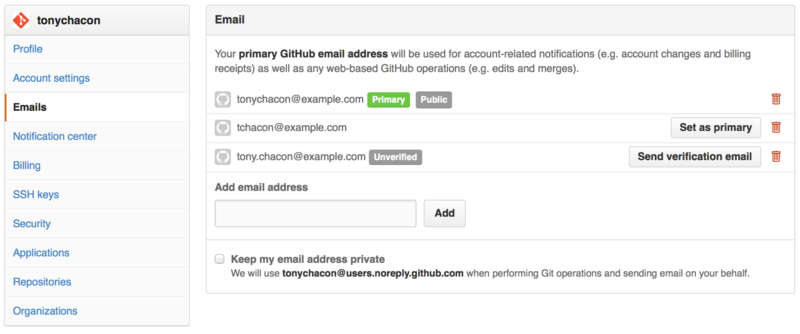 tonychacon
Profile
Account settings
Emails
Notification center
Billing
SSH keys
Security
Applications
Repositories
Organizations
Email
Your primary GitHub email address will be used for account-related notifications (e.g. account changes and billing
receipts) as well as any web-based GitHub operations (e.g. edits and merges).
tonychacon@example.com Primary Public
tchacon@example.com Set as primary
tony.chacon@example.com Unverified Send verification email
Add email address
Add
Keep my email address private
We will use tonychacon@users.noreply.github.com when performing Git operations and sending email on your behalf.